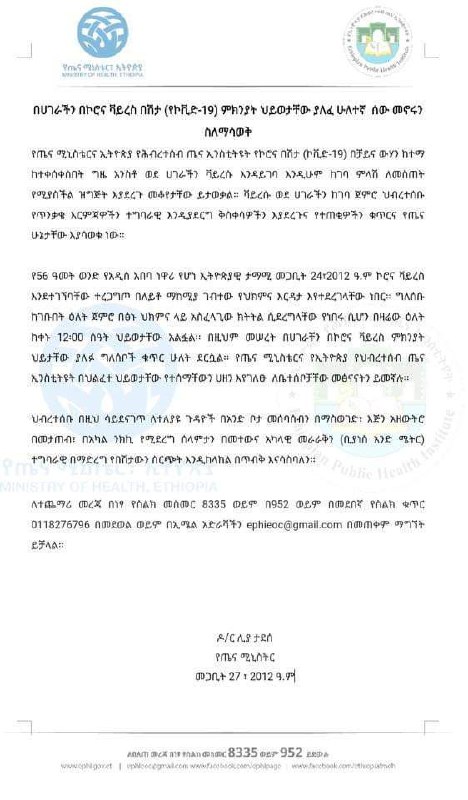 የጤና ሚኒስቴር፣ ኢትዮጵያ
MINISTRY OF HEALTH, ETHIOPIA
Ethiopian Public Health Institute
በሀገራችን በኮሮና ቫይረስ በሽታ (የኮቪድ-19) ምክንያት ህይወታቸው ያለፈ ሁለተኛ ሰው መኖሩን
ስለማሳወቅ
የጤና ሚኒስቴርና ኢትዮጵያ የሕብረተሰብ ጤና ኢንስቲትዩት የኮሮና በሽታ (ኮቪድ-19) በቻይና ውሃን ከተማ
ከተቀሰቀሰበት ግዜ አንስቶ ወደ ሀገራችን ቫይረሱ እንዳይገባ እንዲሁም ከገባ ምላሽ ለመስጠት
የሚያስችል ዝግጅት እያደረጉ መቆየታቸው ይታወቃል። ቫይረሱ ወደ ሀገራችን ከገባ ጀምሮ ህብረተሰቡ
የጥንቃቄ እርምጃዎችን ተግባራዊ እንዲያደርግ ቅስቀሳዎችን እያደረጉና የተጠቂዎችን ቁጥርና የጤና
ሁኔታቸው እያሳወቁ ነው።
የ56 ዓመት ወንድ የአዲስ አበባ ነዋሪ የሆነ ኢትዮጵያዊ ታማሚ መጋቢት 24፣2012 ዓ.ም ኮሮና ቫይረስ
እንደተገኘባቸው ተረጋግጦ በለይቶ ማከሚያ ገብተው የህክምና እርዳታ እየተደረገላቸው ነበር። ግለሰቡ
ከገቡበት ዕለት ጀምሮ በፅኑ ህክምና ላይ አስፈላጊው ክትትል ሲደረግላቸው የነበሩ ቢሆን በዛሬው ዕለት
ከቀኑ 12፡00 ሰዓት ህይወታቸው አልፏል። በዚህም መሠረት በሀገራችን በኮሮና ቫይረስ ምክንያት
ህይታቸው ያለፉ ግለሰቦች ቁጥር ሁለት ደርሷል። የጤና ሚኒስቴርና የኢትዮጵያ የህብረተሰብ ጤና
ኢንስቲትዩት በህልፈተ ህይወታቸው የተሰማቸውን ሀዘን እየገለፁ ለቤተሰቦቻቸው መፅናናትን ይመኛሉ።
ህብረተሰቡ በዚህ ሳይደናገጥ ለተለያዩ ጉዳዮች በአንድ ቦታ መሰባሰብን በማስወገድ፣ እጅን አዘውትሮ
በመታጠብ፣ በአካል ንክኪ የሚደረግ ሰላምታን በመተውና አካላዊ መራራቅን (ቢያንስ አንድ ሜትር)
ተግባራዊ በማድረግ የበሽታውን ስርጭት እንዲከላከል በጥብቅ እናሳስባለን።
ለተጨማሪ መረጃ በነፃ የስልክ መስመር 8335 ወይም በ952 ወይም በመደበኛ የስልክ ቁጥር
0118276796 በመደወል ወይም በኢሜል አድራሻችን ephieoc@gmail.com በመጠቀም ማግኘት
ይቻላል።
ዶ/ር ሊያ ታደሰ
የጤና ሚኒስትር
መጋቢት 27 ፣ 2012 ዓ.ም
ለበለጠ መረጃ በነፃ የስልክ መስመር 8335 ወይም 952 ይደውሉ
www.ephi.gov.et | ephieoc@gmail.com www.facebook.com/ephipage | www.facebook.com/ethiopiafmoh